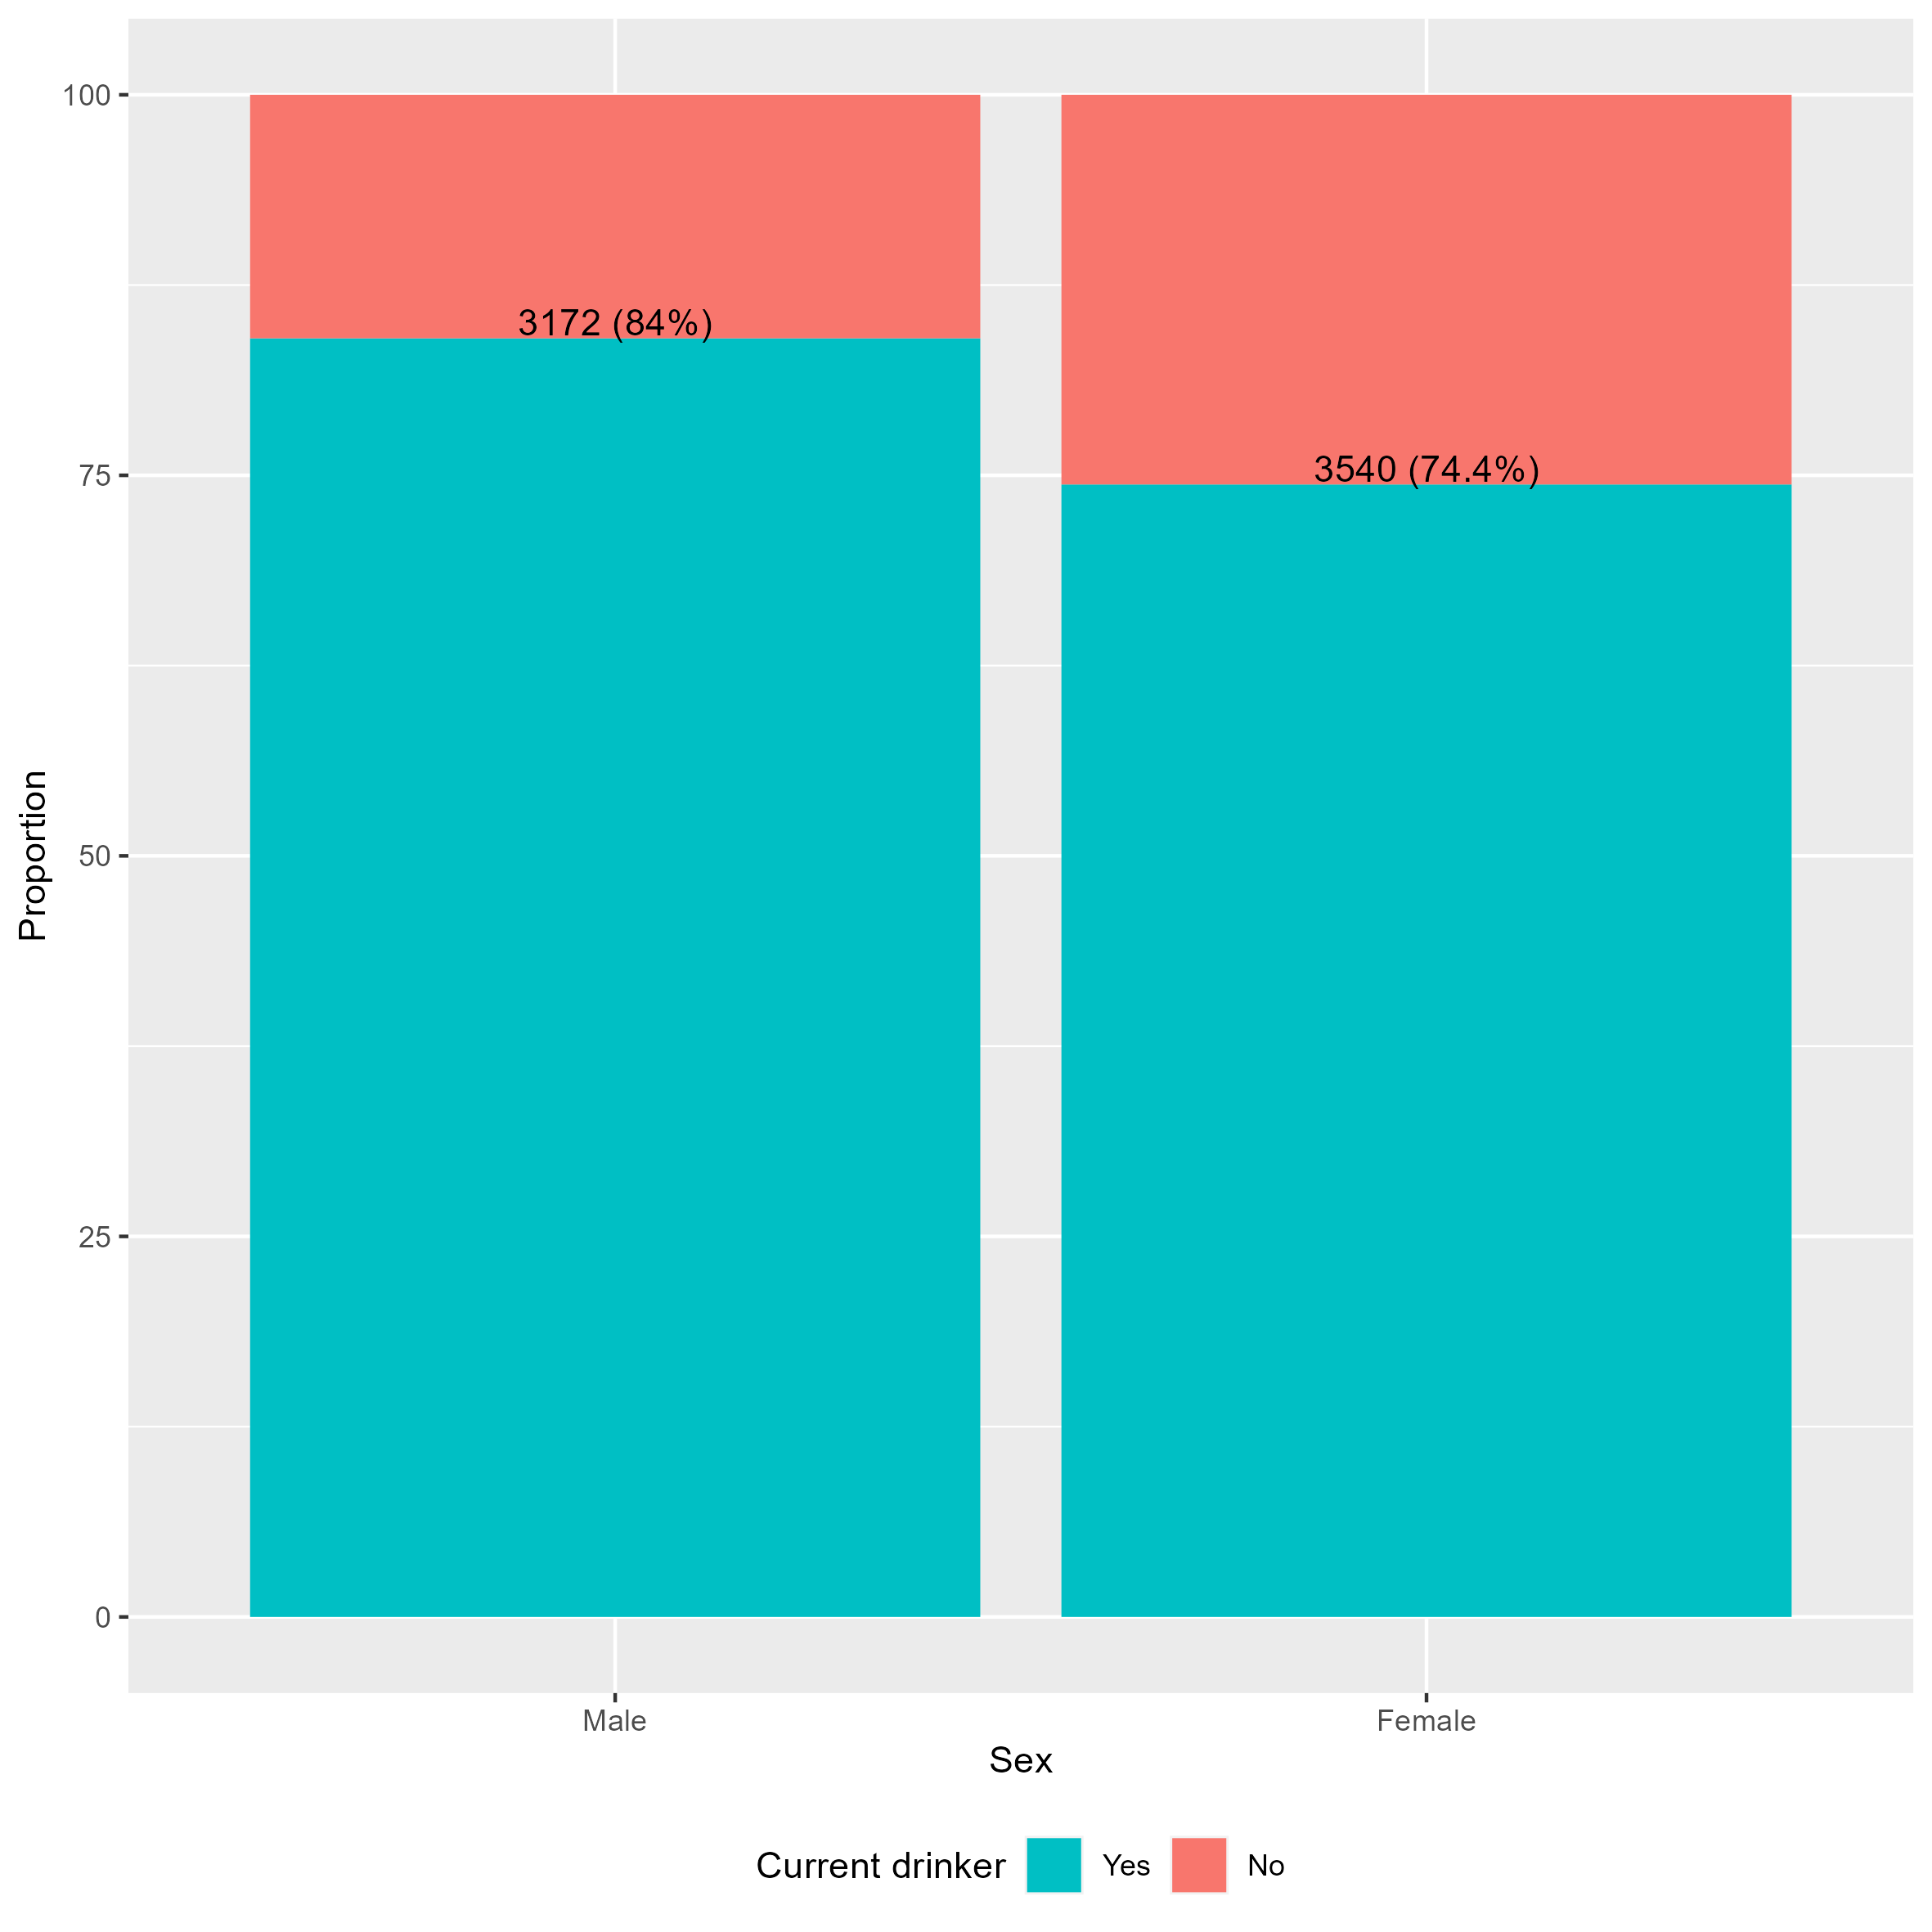 100
75
50
25
0
Proportion
3172 (84%)
3540 (74.4%)
Male
Female
Sex
Current drinker Yes No